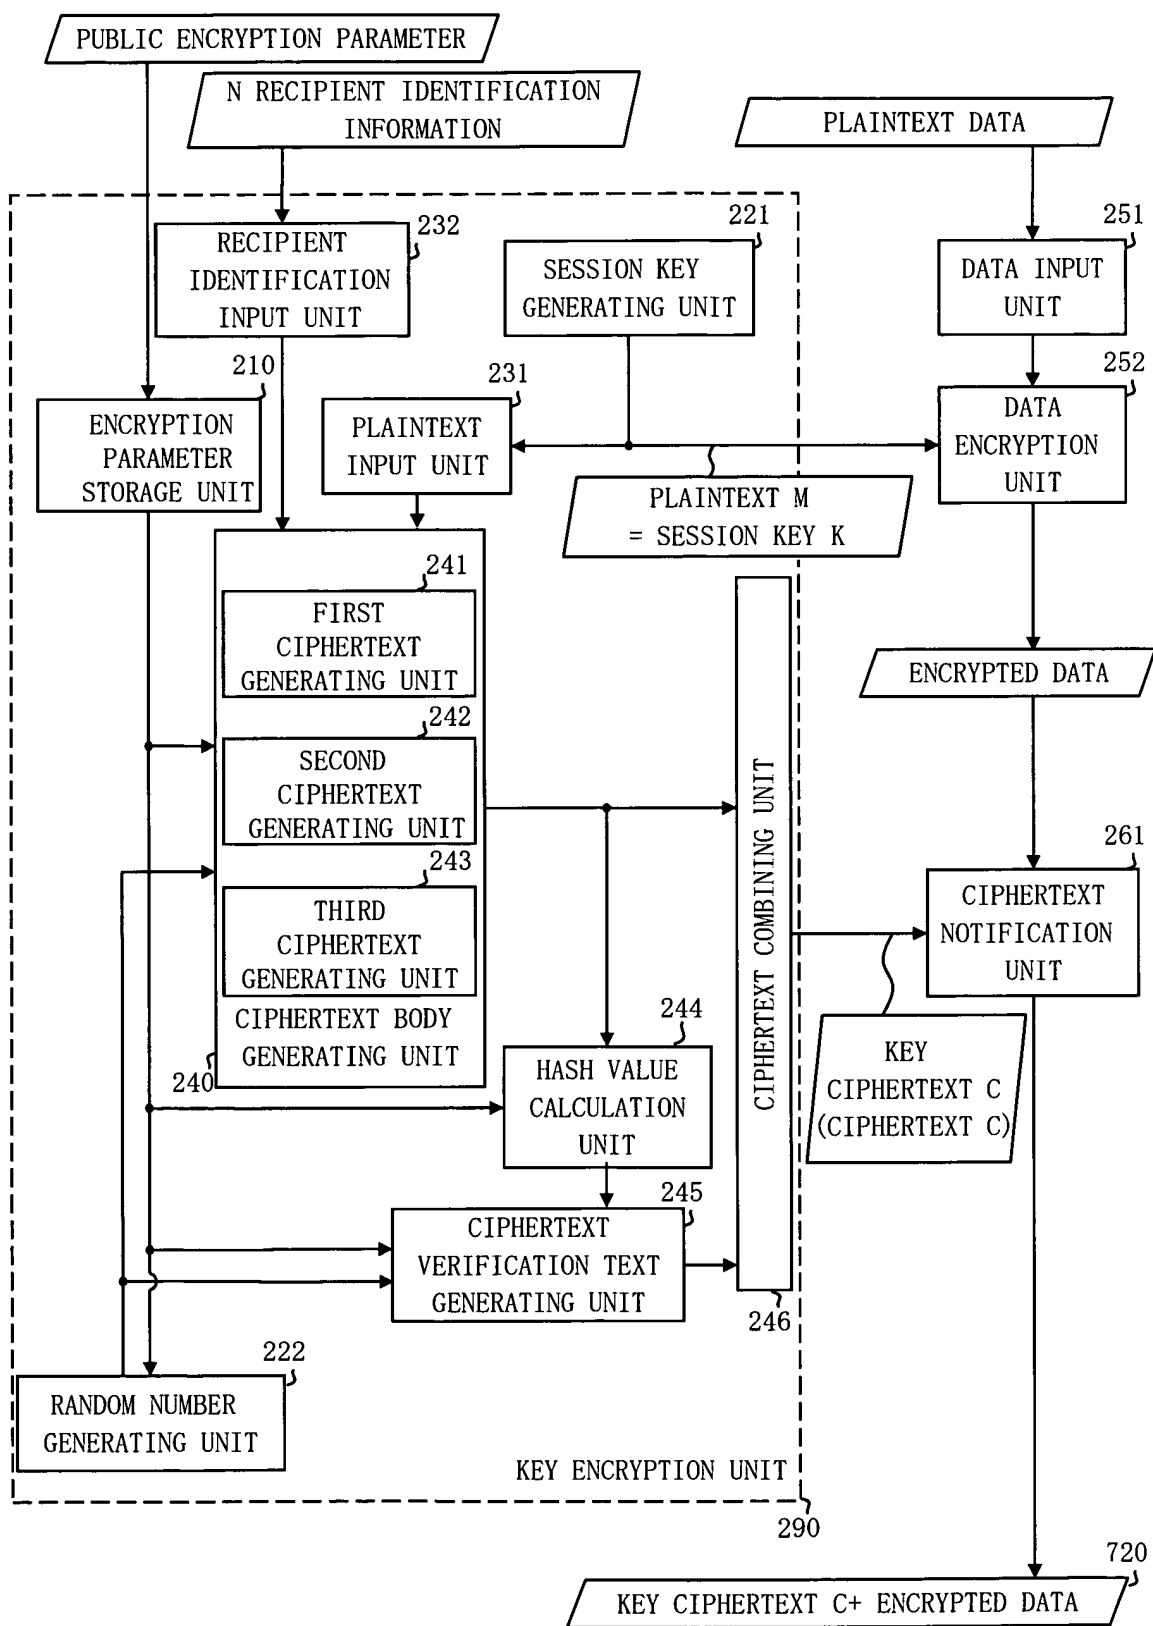 PUBLIC ENCRYPTION PARAMETER
N RECIPIENT IDENTIFICATION
INFORMATION
PLAINTEXT DATA
232
RECIPIENT
IDENTIFICATION
INPUT UNIT
221
SESSION KEY
GENERATING UNIT
251
DATA INPUT
UNIT
210
ENCRYPTION
PARAMETER
STORAGE UNIT
231
PLAINTEXT
INPUT UNIT
252
DATA
ENCRYPTION
UNIT
PLAINTEXT M
= SESSION KEY K
241
FIRST
CIPHERTEXT
GENERATING UNIT
242
SECOND
CIPHERTEXT
GENERATING UNIT
243
THIRD
CIPHERTEXT
GENERATING UNIT
CIPHERTEXT BODY
GENERATING UNIT
240
ENCRYPTED DATA
CIPHERTEXT COMBINING UNIT
246
261
CIPHERTEXT
NOTIFICATION
UNIT
244
HASH VALUE
CALCULATION
UNIT
KEY
CIPHERTEXT C
(CIPHERTEXT C)
245
CIPHERTEXT
VERIFICATION TEXT
GENERATING UNIT
222
RANDOM NUMBER
GENERATING UNIT
KEY ENCRYPTION UNIT
290
720
KEY CIPHERTEXT C+ ENCRYPTED DATA